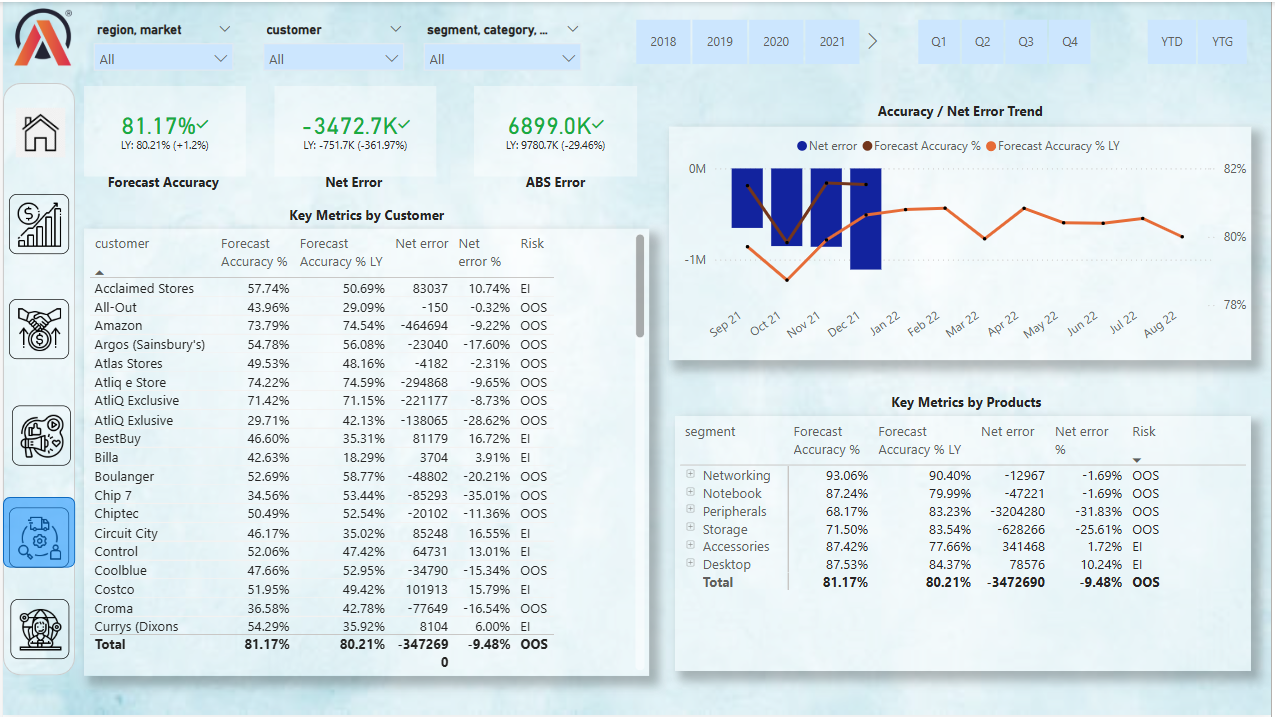 region, market
customer
segment, category, ...
All
All
All
2018 2019 2020 2021
Q1 Q2 Q3 Q4
YTD YTG
81.17%
LY: 80.21% (+1.2%)
Forecast Accuracy
-3472.7K
LY: -751.7K (-361.97%)
Net Error
6899.0K
LY: 9780.7K (-29.46%)
ABS Error
Key Metrics by Customer
customer Forecast Accuracy % Forecast Accuracy % LY Net error Net error % Risk
Acclaimed Stores 57.74% 50.69% 83037 10.74% EI
All-Out 43.96% 29.09% -150 -0.32% OOS
Amazon 73.79% 74.54% -464694 -9.22% OOS
Argos (Sainsbury's) 54.78% 56.08% -23040 -17.60% OOS
Atlas Stores 49.53% 48.16% -4182 -2.31% OOS
Atliq e Store 74.22% 74.59% -294868 -9.65% OOS
AtliQ Exclusive 71.42% 71.15% -221177 -8.73% OOS
AtliQ Exlusive 29.71% 42.13% -138065 -28.62% OOS
BestBuy 46.60% 35.31% 81179 16.72% EI
Billa 42.63% 18.29% 3704 3.91% EI
Boulanger 52.69% 58.77% -48802 -20.21% OOS
Chip 7 34.56% 53.44% -85293 -35.01% OOS
Chiptec 50.49% 52.54% -20102 -11.36% OOS
Circuit City 46.17% 35.02% 85248 16.55% EI
Control 52.06% 47.42% 64731 13.01% EI
Coolblue 47.66% 52.95% -34790 -15.34% OOS
Costco 51.95% 49.42% 101913 15.79% EI
Croma 36.58% 42.78% -77649 -16.54% OOS
Currys (Dixons 54.29% 35.92% 8104 6.00% EI
Total 81.17% 80.21% -347269 -9.48% OOS
0
Accuracy / Net Error Trend
Net error Forecast Accuracy % Forecast Accuracy % LY
0M 82%
-1M 80%
78%
Sep 21 Oct 21 Nov 21 Dec 21 Jan 22 Feb 22 Mar 22 Apr 22 May 22 Jun 22 Jul 22 Aug 22
Key Metrics by Products
segment Forecast Accuracy % Forecast Accuracy % LY Net error Net error % Risk
Networking 93.06% 90.40% -12967 -1.69% OOS
Notebook 87.24% 79.99% -47221 -1.69% OOS
Peripherals 68.17% 83.23% -3204280 -31.83% OOS
Storage 71.50% 83.54% -628266 -25.61% OOS
Accessories 87.42% 77.66% 341468 1.72% EI
Desktop 87.53% 84.37% 78576 10.24% EI
Total 81.17% 80.21% -3472690 -9.48% OOS